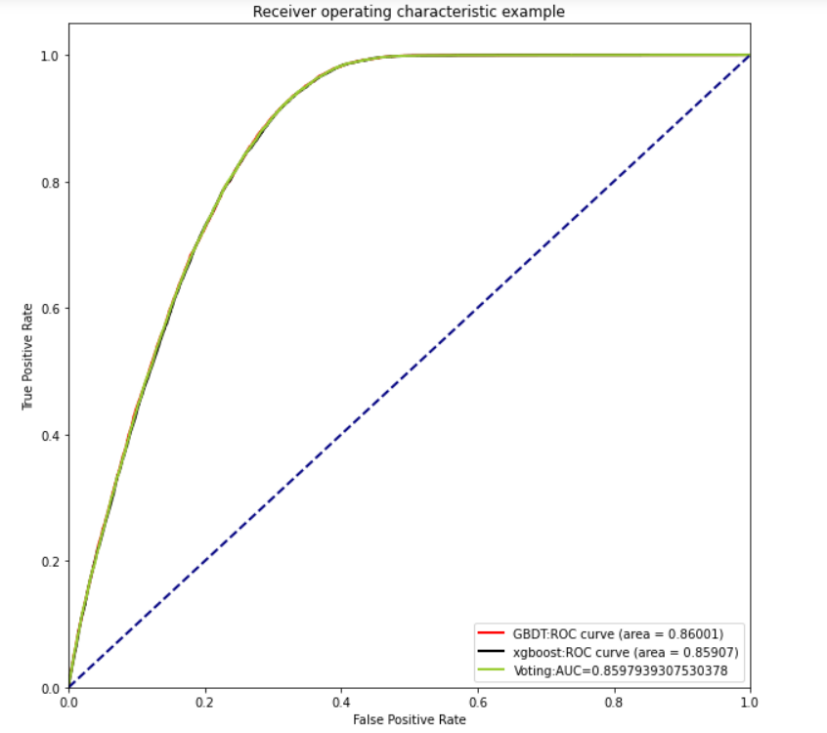 Receiver operating characteristic example
1.0
0.8
0.6
0.4
0.2
0.0
True Positive Rate
GBDT:ROC curve (area = 0.86001)
xgboost:ROC curve (area = 0.85907)
Voting:AUC=0.8597939307530378
0.0 0.2 0.4 0.6 0.8 1.0
False Positive Rate